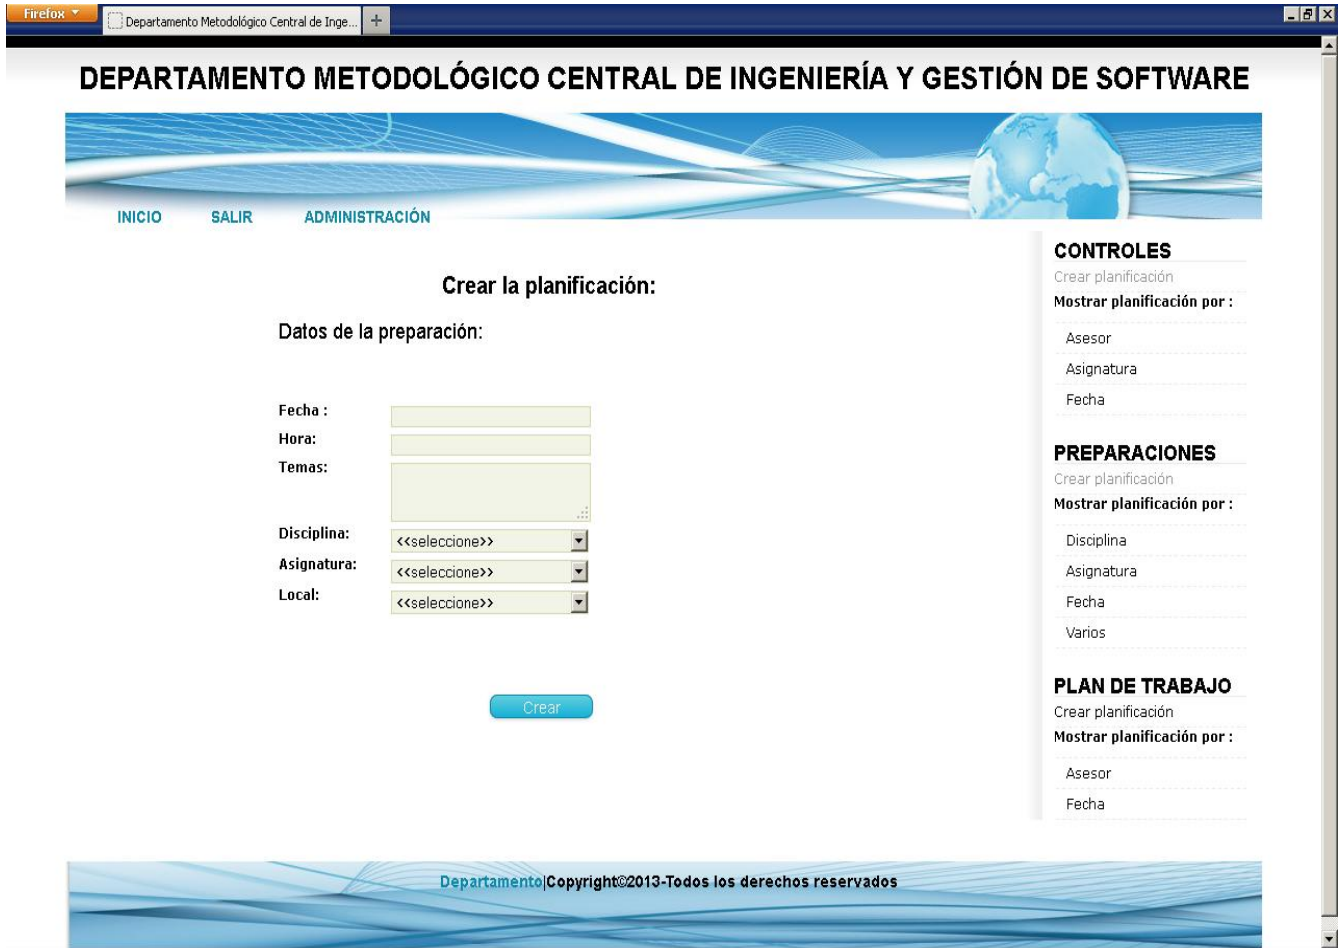 Firefox
Departamento Metodológico Central de Inge... +
DEPARTAMENTO METODOLÓGICO CENTRAL DE INGENIERÍA Y GESTIÓN DE SOFTWARE
INICIO SALIR ADMINISTRACIÓN
Crear la planificación:
Datos de la preparación:
Fecha :
Hora:
Temas:
Disciplina: <<seleccione>>
Asignatura: <<seleccione>>
Local: <<seleccione>>
Crear
CONTROLES
Crear planificación
Mostrar planificación por :
Asesor
Asignatura
Fecha
PREPARACIONES
Crear planificación
Mostrar planificación por :
Disciplina
Asignatura
Fecha
Varios
PLAN DE TRABAJO
Crear planificación
Mostrar planificación por :
Asesor
Fecha
Departamento|Copyright©2013-Todos los derechos reservados